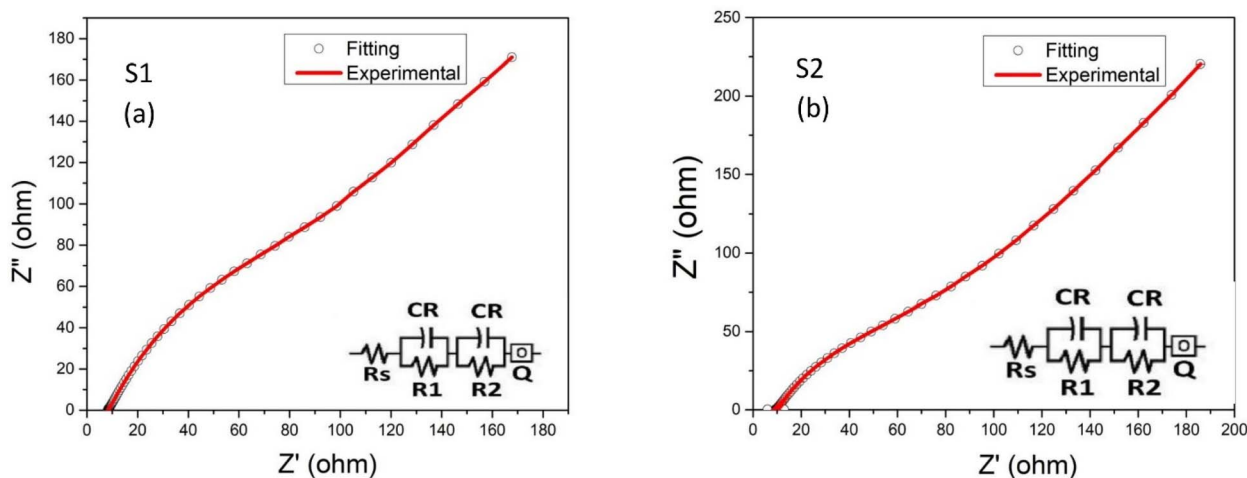 S1
(a)
Fitting
Experimental
180
160
140
120
100
80
60
40
20
0
Z" (ohm)
CR CR
Rs R1 R2 Q
0 20 40 60 80 100 120 140 160 180
Z' (ohm)
S2
(b)
Fitting
Experimental
250
200
150
100
50
0
Z" (ohm)
CR CR
Rs R1 R2 Q
0 20 40 60 80 100 120 140 160 180 200
Z' (ohm)